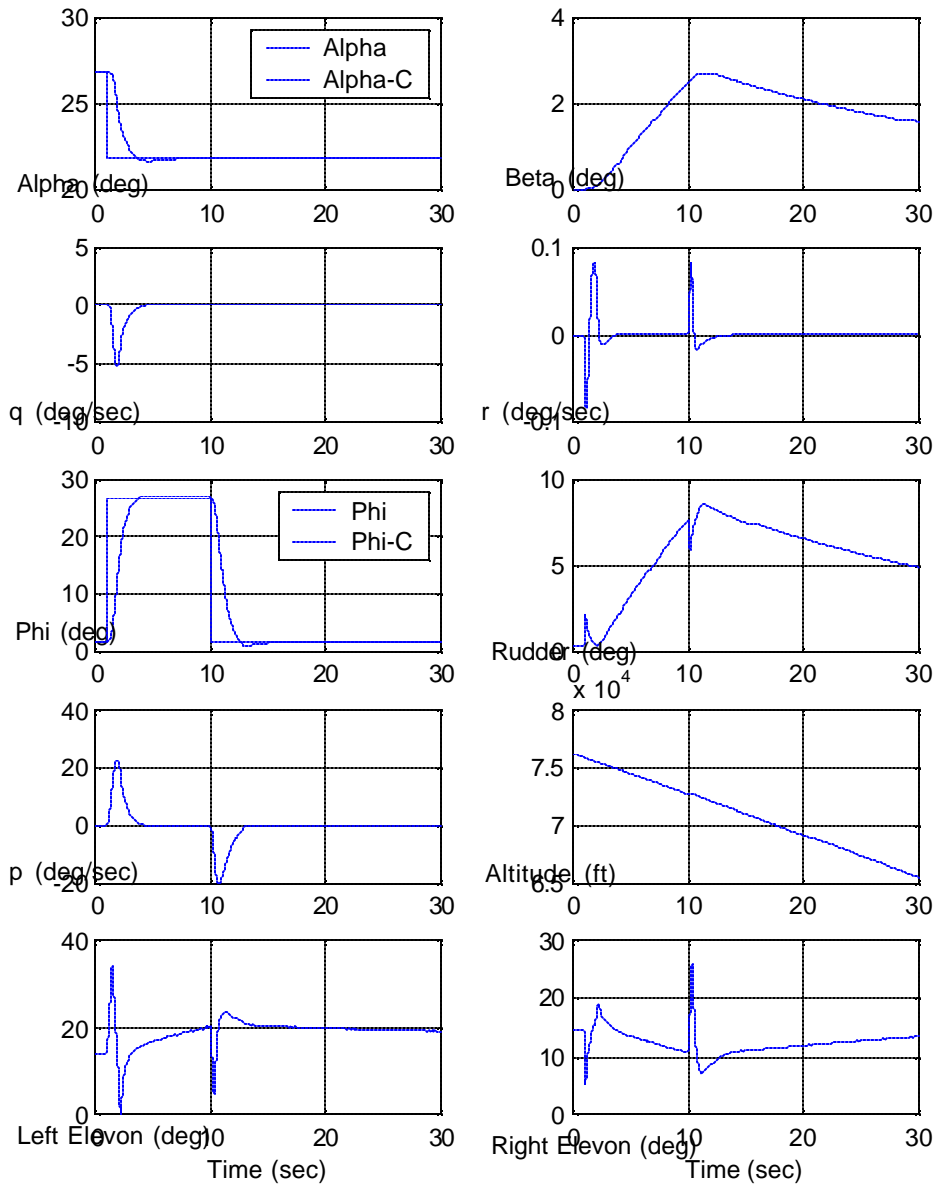 30
25
20
Alpha (deg)
0 10 20 30
Alpha
Alpha-C
4
2
0
Beta (deg)
0 10 20 30
5
0
-5
-10
q (deg/sec)
0 10 20 30
0.1
0
-0.1
r (deg/sec)
0 10 20 30
30
20
10
0
Phi (deg)
0 10 20 30
Phi
Phi-C
10
5
0
Rudder (deg)
0 10 20 30
40
20
0
-20
p (deg/sec)
0 10 20 30
x 10^4
8
7.5
7
6.5
Altitude (ft)
0 10 20 30
40
20
0
Left Elevon (deg)
0 10 20 30
Time (sec)
30
20
10
0
Right Elevon (deg)
0 10 20 30
Time (sec)